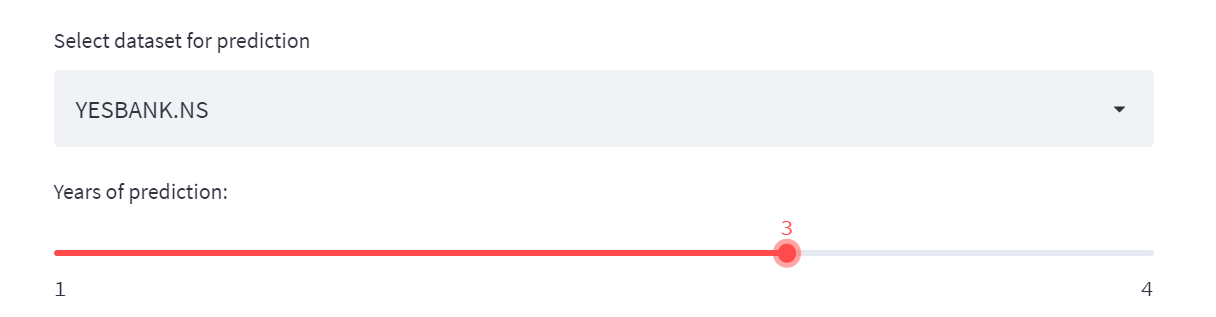 Select dataset for prediction
YESBANK.NS
Years of prediction:
3
1 4